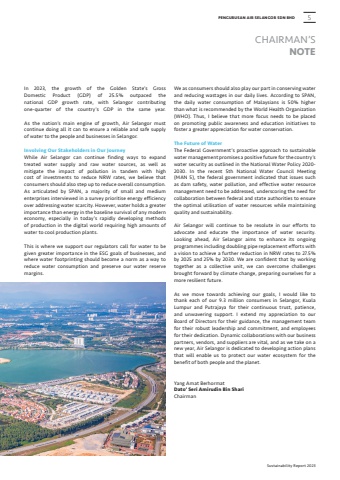 PENGURUSAN AIR SELANGOR SDN BHD 5
CHAIRMAN'S
NOTE
In 2023, the growth of the Golden State's Gross
Domestic Product (GDP) of 25.5% outpaced the
national GDP growth rate, with Selangor contributing
one-quarter of the country's GDP in the same year.
As the nation's main engine of growth, Air Selangor must
continue doing all it can to ensure a reliable and safe supply
of water to the people and businesses in Selangor.
Involving Our Stakeholders in Our Journey
While Air Selangor can continue finding ways to expand
treated water supply and raw water sources, as well as
mitigate the impact of pollution in tandem with high
cost of investments to reduce NRW rates, we believe that
consumers should also step up to reduce overall consumption.
As articulated by SPAN, a majority of small and medium
enterprises interviewed in a survey prioritise energy efficiency
over addressing water scarcity. However, water holds a greater
importance than energy in the baseline survival of any modern
economy, especially in today's rapidly developing methods
of production in the digital world requiring high amounts of
water to cool production plants.
This is where we support our regulators call for water to be
given greater importance in the ESG goals of businesses, and
where water footprinting should become a norm as a way to
reduce water consumption and preserve our water reserve
margins.
We as consumers should also play our part in conserving water
and reducing wastages in our daily lives. According to SPAN,
the daily water consumption of Malaysians is 50% higher
than what is recommended by the World Health Organization
(WHO). Thus, I believe that more focus needs to be placed
on promoting public awareness and education initiatives to
foster a greater appreciation for water conservation.
The Future of Water
The Federal Government's proactive approach to sustainable
water management promises a positive future for the country's
water security as outlined in the National Water Policy 2020-
2030. In the recent 5th National Water Council Meeting
(MAN 5), the federal government indicated that issues such
as dam safety, water pollution, and effective water resource
management need to be addressed, underscoring the need for
collaboration between federal and state authorities to ensure
the optimal utilisation of water resources while maintaining
quality and sustainability.
Air Selangor will continue to be resolute in our efforts to
advocate and educate the importance of water security.
Looking ahead, Air Selangor aims to enhance its ongoing
programmes including doubling pipe replacement efforts with
a vision to achieve a further reduction in NRW rates to 27.5%
by 2025 and 25% by 2030. We are confident that by working
together as a collective unit, we can overcome challenges
brought forward by climate change, preparing ourselves for a
more resilient future.
As we move towards achieving our goals, I would like to
thank each of our 9.3 million consumers in Selangor, Kuala
Lumpur and Putrajaya for their continuous trust, patience,
and unwavering support. I extend my appreciation to our
Board of Directors for their guidance, the management team
for their robust leadership and commitment, and employees
for their dedication. Dynamic collaborations with our business
partners, vendors, and suppliers are vital, and as we take on a
new year, Air Selangor is dedicated to developing action plans
that will enable us to protect our water ecosystem for the
benefit of both people and the planet.
Yang Amat Berhormat
Dato' Seri Amirudin Bin Shari
Chairman
Sustainability Report 2023